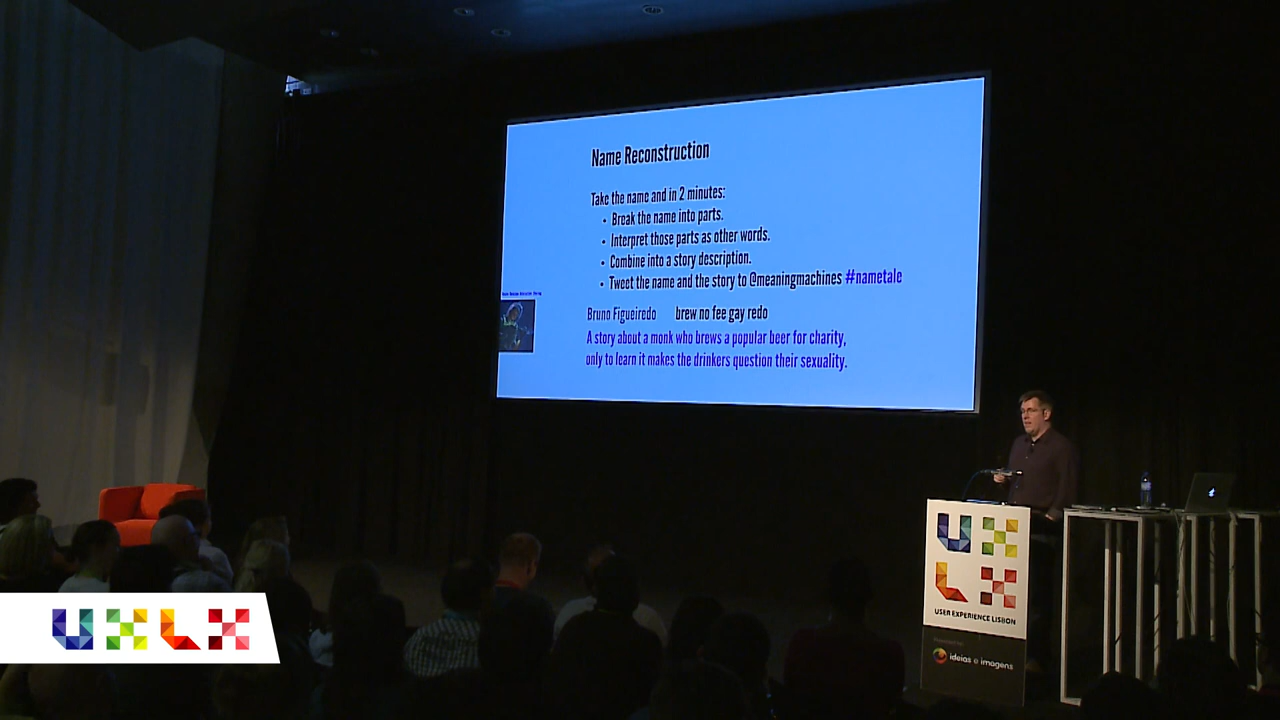 Name Reconstruction
Take the name and in 2 minutes:
• Break the name into parts.
• Interpret those parts as other words.
• Combine into a story description.
• Tweet the name and the story to @meaningmachines #nametale
Bruno Figueiredo brew no fee gay redo
A story about a monk who brews a popular beer for charity,
only to learn it makes the drinkers question their sexuality.
UX
LX
USER EXPERIENCE LISBON
ideias e imagens
UXLX